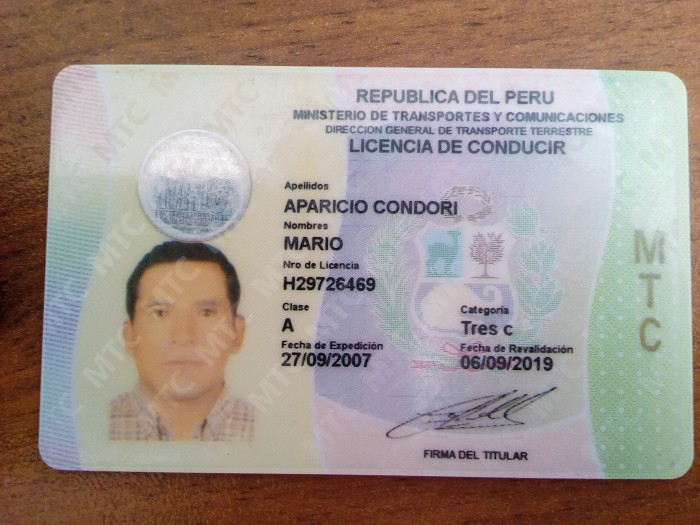 REPUBLICA DEL PERU
MINISTERIO DE TRANSPORTES Y COMUNICACIONES
DIRECCION GENERAL DE TRANSPORTE TERRESTRE
LICENCIA DE CONDUCIR
Apellidos
APARICIO CONDORI
Nombres
MARIO
Nro de Licencia
H29726469
Clase
A
Categoría
Tres c
Fecha de Expedición
27/09/2007
Fecha de Revalidación
06/09/2019
FIRMA DEL TITULAR
MTC